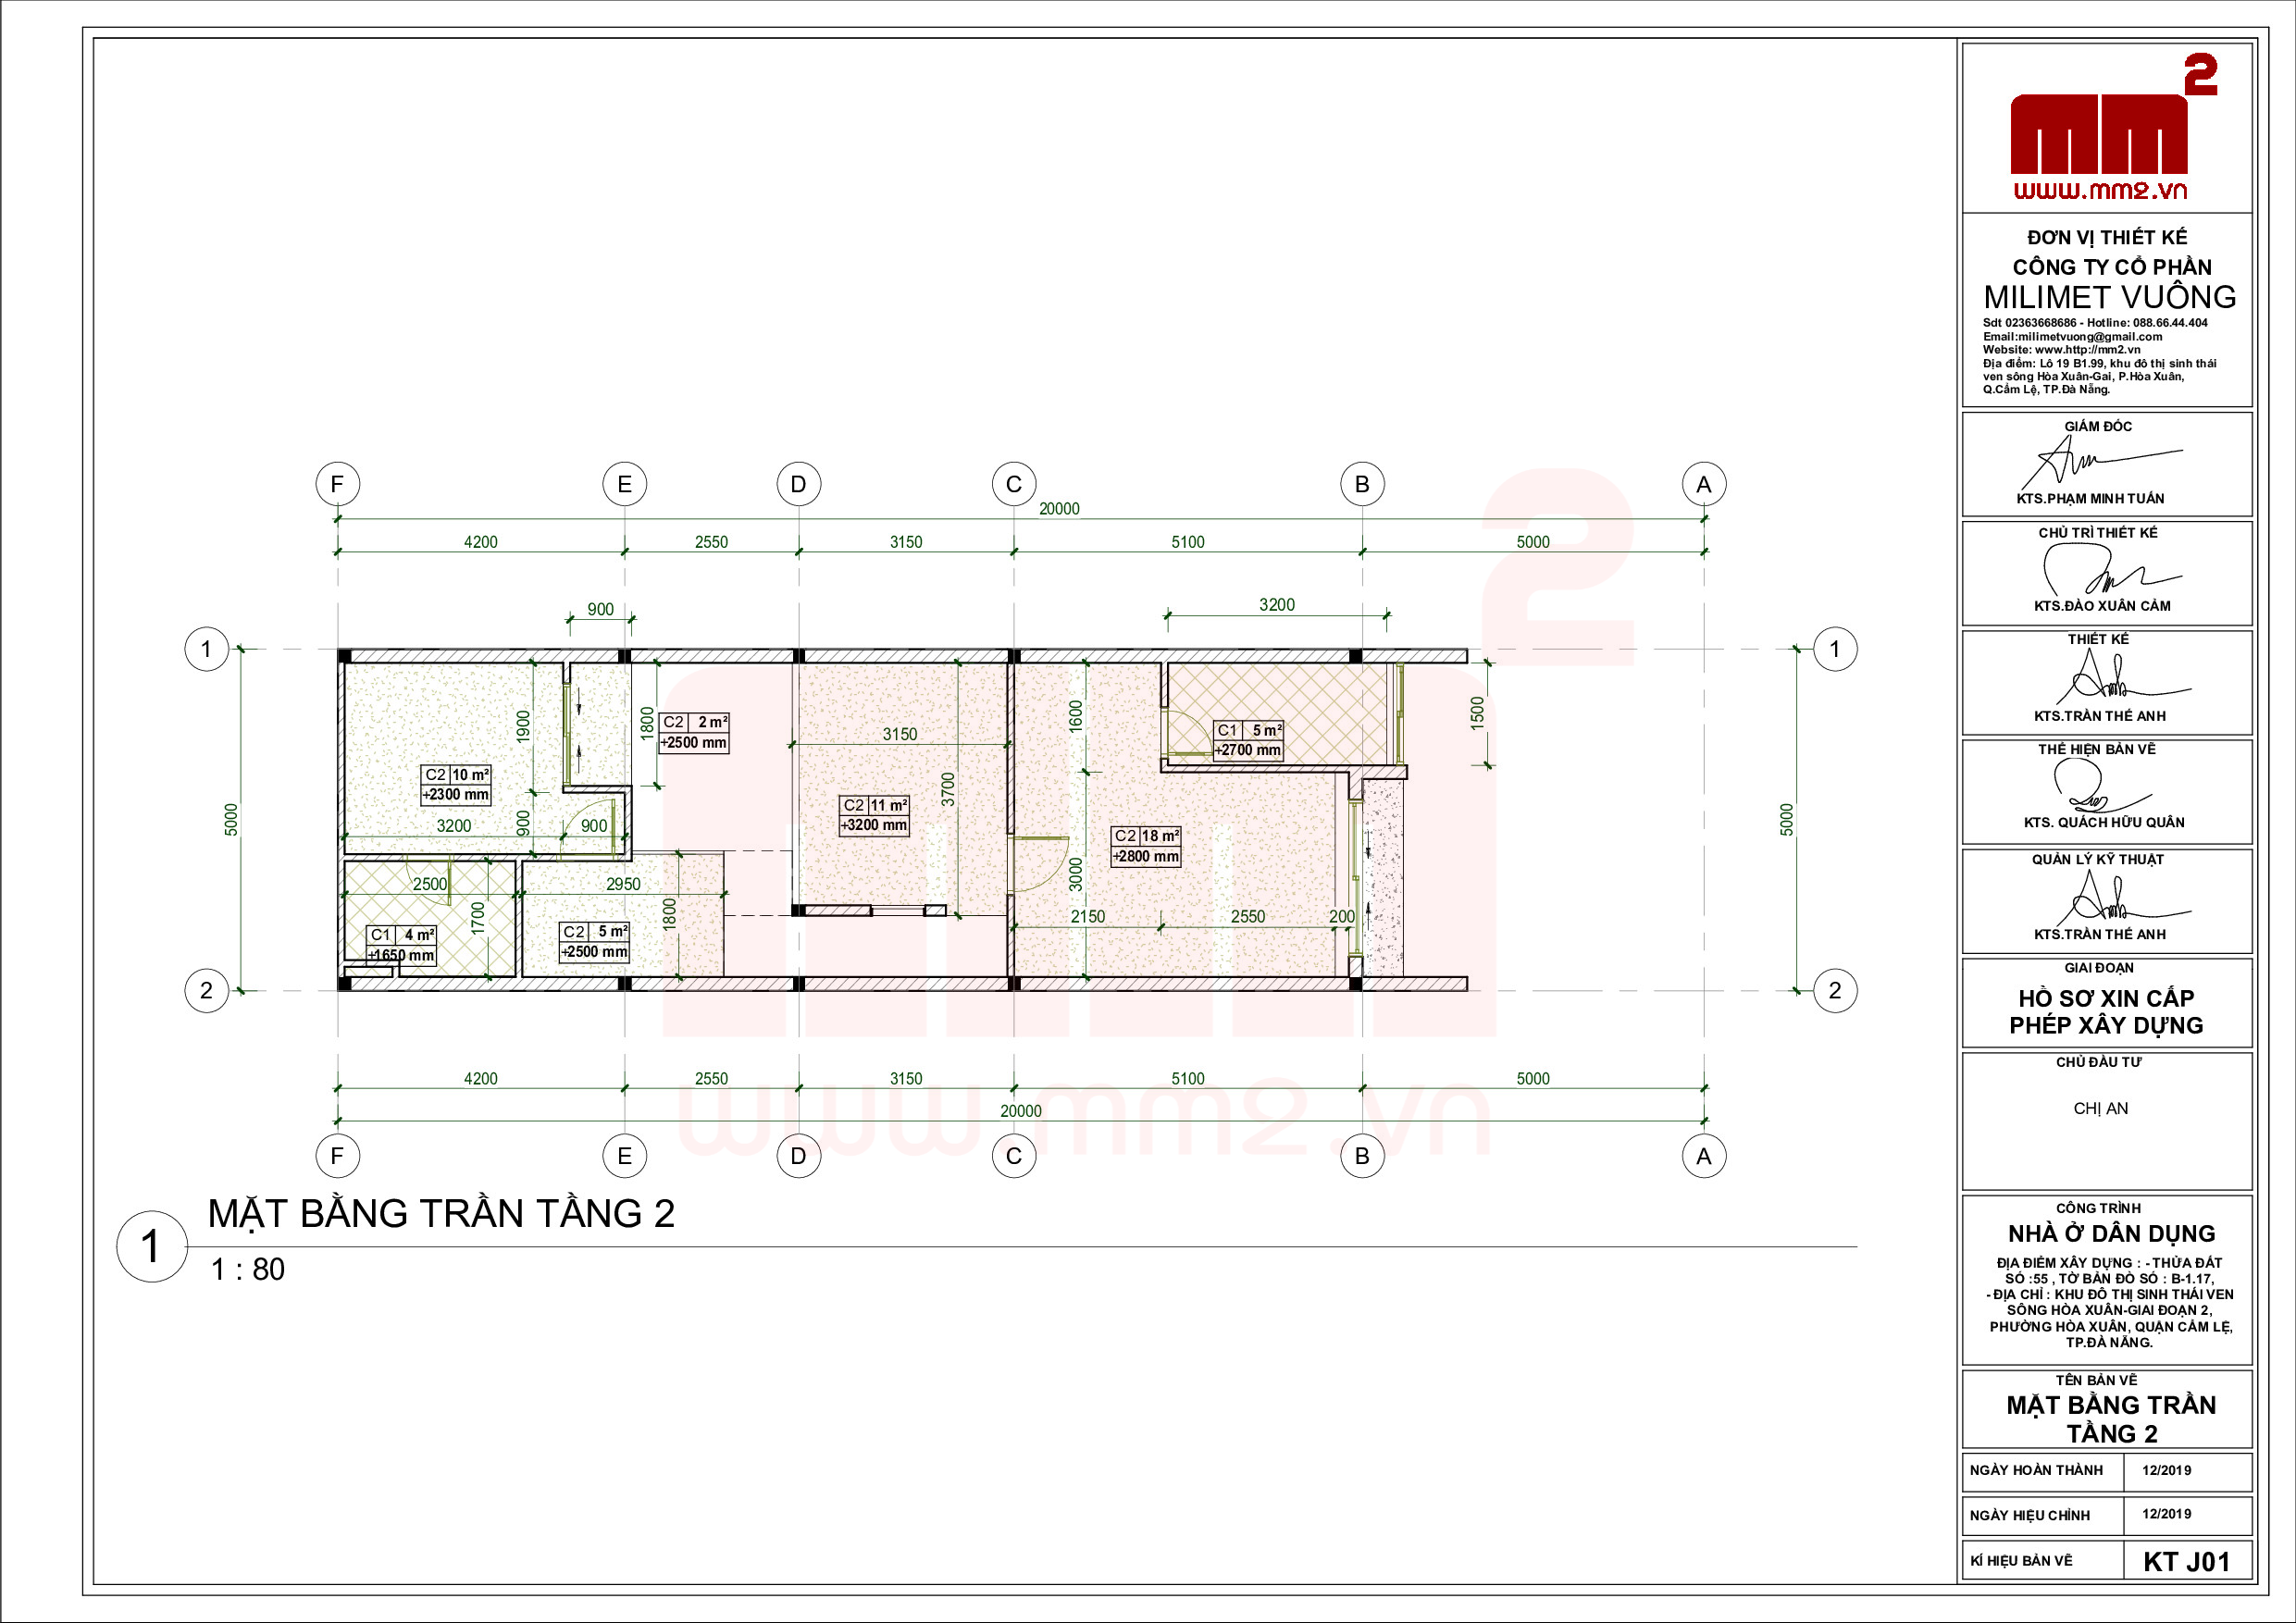 F
E
D
C
B
A
20000
4200
2550
3150
5100
5000
900
3200
1
1
1900
1800
C2 2 m²
+2500 mm
3150
1600
C1 5 m²
+2700 mm
1500
C2 10 m²
+2300 mm
3700
C2 11 m²
+3200 mm
5000
3200
900
900
C2 18 m²
+2800 mm
5000
2500
2950
3000
1700
1800
2150
2550
200
C1 4 m²
+1650 mm
C2 5 m²
+2500 mm
2
2
4200
2550
3150
5100
5000
20000
F
E
D
C
B
A
www.mm2.vn
1
MẶT BẰNG TRẦN TẦNG 2
1 : 80
mm2
www.mm2.vn
ĐƠN VỊ THIẾT KẾ
CÔNG TY CỔ PHẦN
MILIMET VUÔNG
Sdt 02363668686 - Hotline: 088.66.44.404
Email:milimetvuong@gmail.com
Website: www.http://mm2.vn
Địa điểm: Lô 19 B1.99, khu đô thị sinh thái
ven sông Hòa Xuân-Gai, P.Hòa Xuân,
Q.Cẩm Lệ, TP.Đà Nẵng.
GIÁM ĐỐC
KTS.PHẠM MINH TUẤN
CHỦ TRÌ THIẾT KẾ
KTS.ĐÀO XUÂN CẢM
THIẾT KẾ
KTS.TRẦN THẾ ANH
THỂ HIỆN BẢN VẼ
KTS. QUÁCH HỮU QUÂN
QUẢN LÝ KỸ THUẬT
KTS.TRẦN THẾ ANH
GIAI ĐOẠN
HỒ SƠ XIN CẤP
PHÉP XÂY DỰNG
CHỦ ĐẦU TƯ
CHỊ AN
CÔNG TRÌNH
NHÀ Ở DÂN DỤNG
ĐỊA ĐIỂM XÂY DỰNG : - THỬA ĐẤT
SỐ :55 , TỜ BẢN ĐỒ SỐ : B-1.17,
- ĐỊA CHỈ : KHU ĐÔ THỊ SINH THÁI VEN
SÔNG HÒA XUÂN-GIAI ĐOẠN 2,
PHƯỜNG HÒA XUÂN, QUẬN CẨM LỆ,
TP.ĐÀ NẴNG.
TÊN BẢN VẼ
MẶT BẰNG TRẦN
TẦNG 2
NGÀY HOÀN THÀNH 12/2019
NGÀY HIỆU CHỈNH 12/2019
KÍ HIỆU BẢN VẼ KT J01